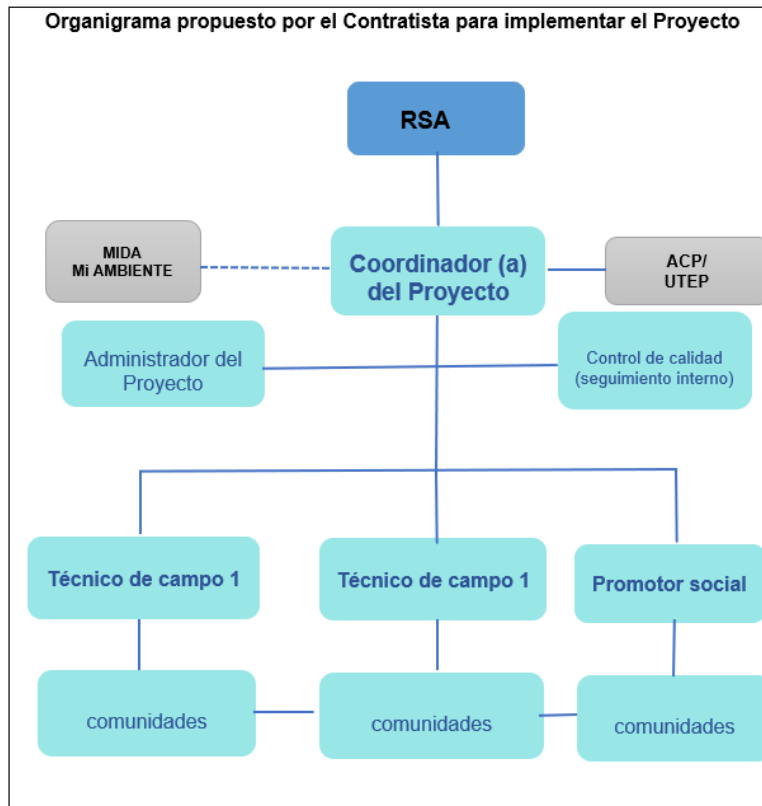 Organigrama propuesto por el Contratista para implementar el Proyecto
RSA
MIDA
Mi AMBIENTE
Coordinador (a)
del Proyecto
ACP/
UTEP
Administrador del
Proyecto
Control de calidad
(seguimiento interno)
Técnico de campo 1
Técnico de campo 1
Promotor social
comunidades
comunidades
comunidades